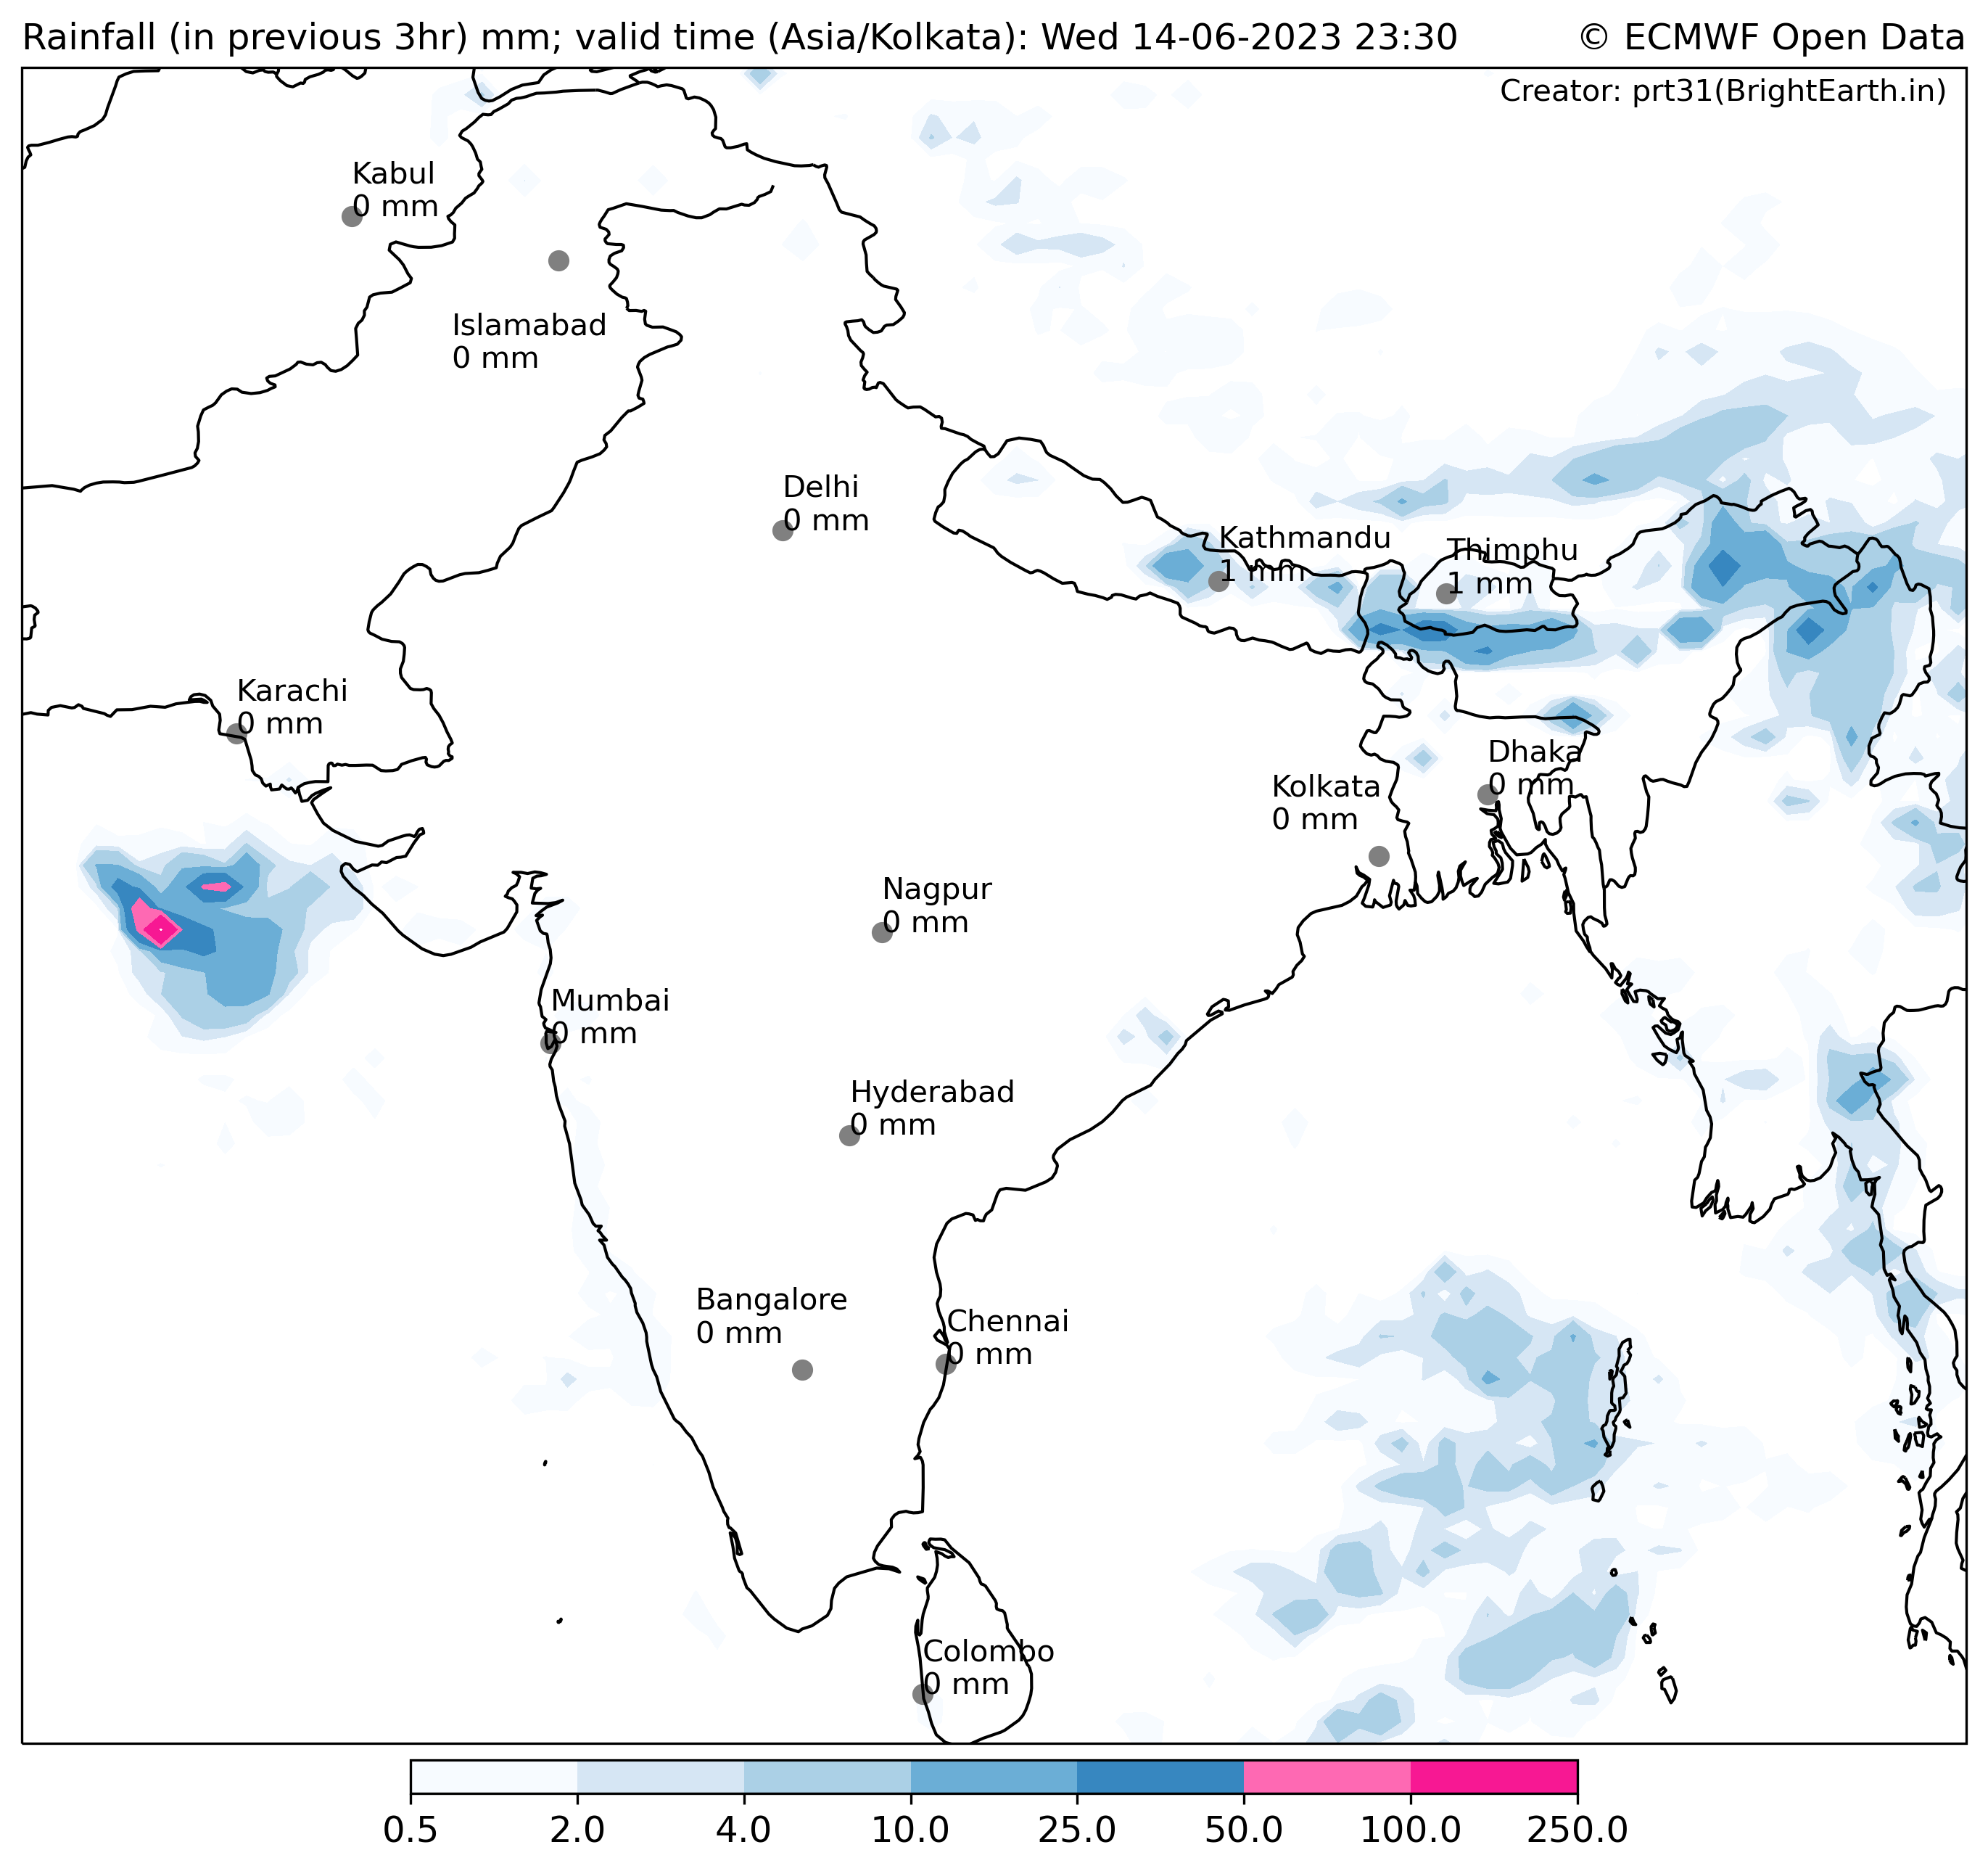 Rainfall (in previous 3hr) mm; valid time (Asia/Kolkata): Wed 14-06-2023 23:30
© ECMWF Open Data
Creator: prt31(BrightEarth.in)
Kabul
0 mm
Islamabad
0 mm
Delhi
0 mm
Kathmandu
1 mm
Thimphu
1 mm
Karachi
0 mm
Dhaka
0 mm
Kolkata
0 mm
Nagpur
0 mm
Mumbai
0 mm
Hyderabad
0 mm
Bangalore
0 mm
Chennai
0 mm
Colombo
0 mm
0.5 2.0 4.0 10.0 25.0 50.0 100.0 250.0